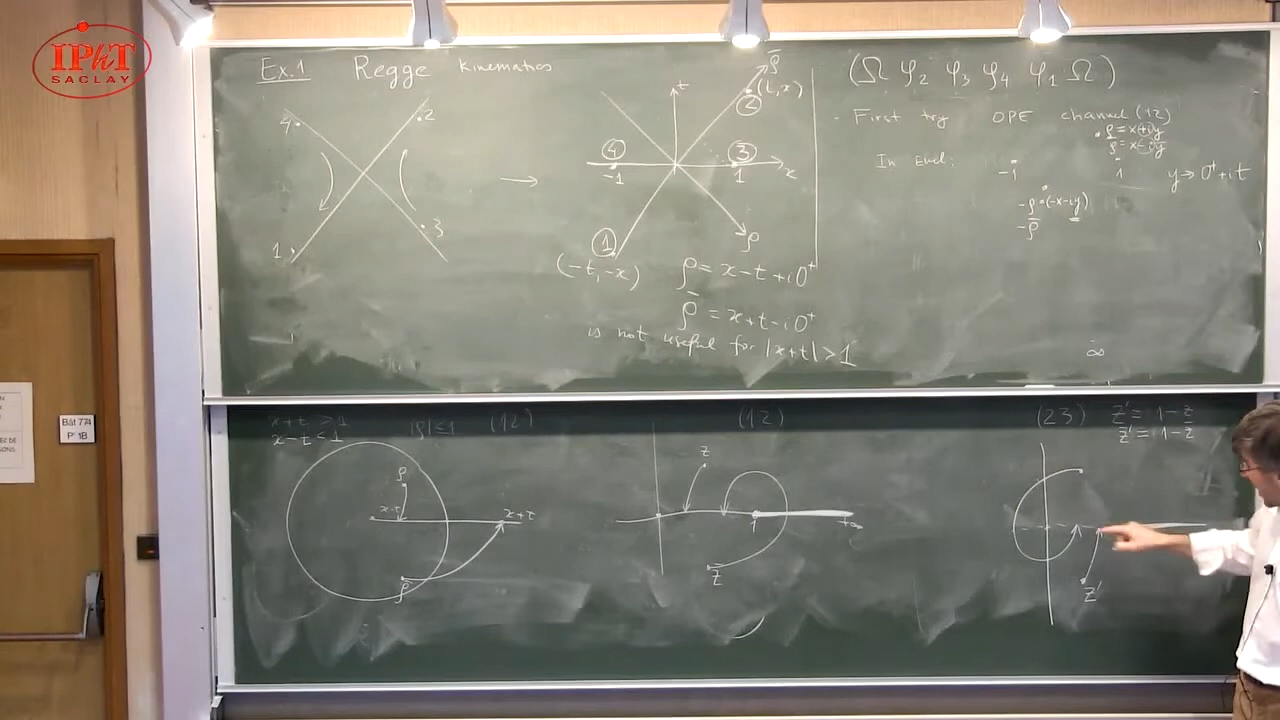 IPhT
SACLAY
Bât 774
P° 1B
Ex.1 Regge kinematics
4
2
1
3
t
ρ̄
(t,x)
2
4
3
-1
1
x
1
ρ
(-t,-x)
ρ = x-t+i0⁺
ρ̄ = x+t-i0⁺
is not useful for |x+t| > 1
(Ω φ₂ φ₃ φ₄ φ₁ Ω)
- First try OPE channel (12)
ρ = x+iy
ρ̄ = x-iy
In Eucl:
-1
1
y → 0⁺+it
-ρ
(-x-iy)
-ρ̄
∞
x+t > 1
x-t < 1
|ρ| ≤ 1 (12)
ρ
x-t
x+t
ρ̄
(12)
z
1
+∞
z̄
(23)
z' = 1-z
z̄' = 1-z̄
z'